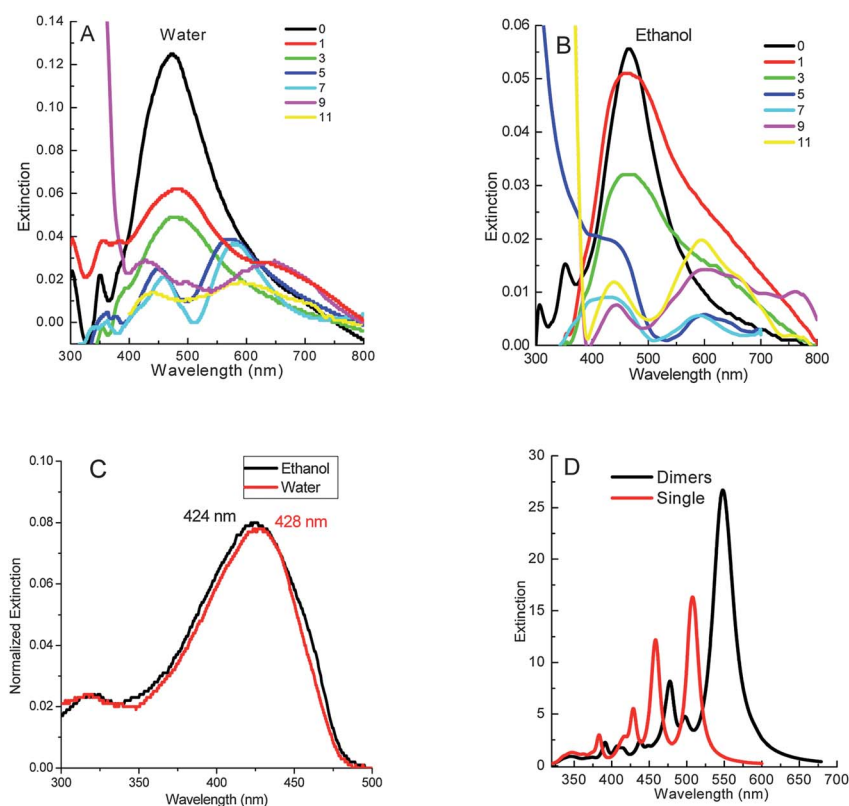 A
Water
0
1
3
5
7
9
11
0.14
0.12
0.10
0.08
0.06
0.04
0.02
0.00
Extinction
300 400 500 600 700 800
Wavelength (nm)
B
Ethanol
0
1
3
5
7
9
11
0.06
0.05
0.04
0.03
0.02
0.01
0.00
Extinction
300 400 500 600 700 800
Wavelength (nm)
C
Ethanol
Water
424 nm
428 nm
0.10
0.08
0.06
0.04
0.02
0.00
Normalized Extinction
300 350 400 450 500
Wavelength (nm)
D
Dimers
Single
30
25
20
15
10
5
0
Extinction
350 400 450 500 550 600 650 700
Wavelength (nm)